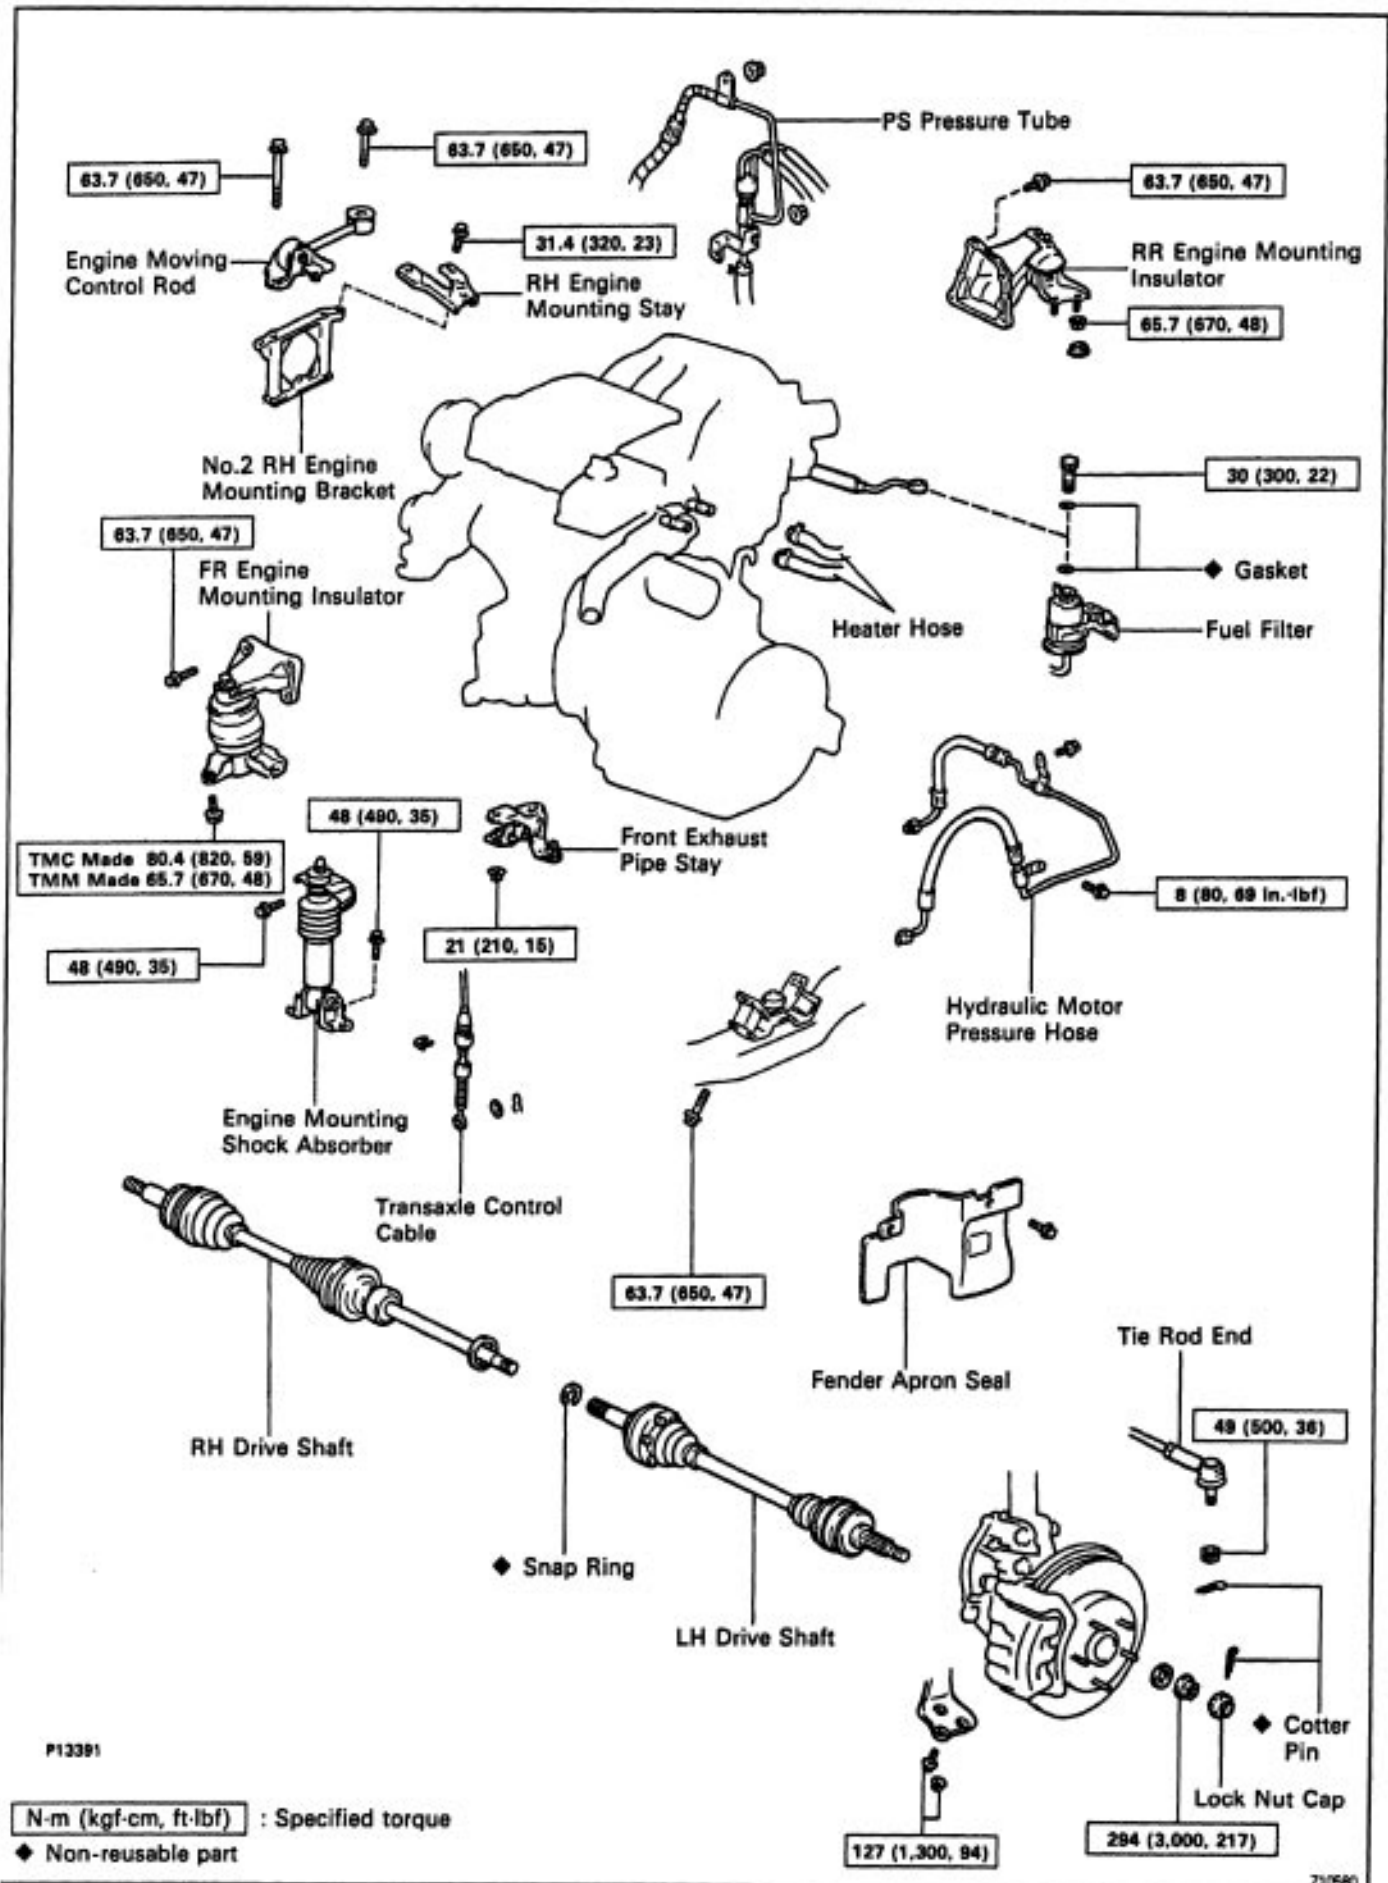 PS Pressure Tube
63.7 (650, 47)
63.7 (650, 47)
63.7 (650, 47)
31.4 (320, 23)
Engine Moving
Control Rod
RH Engine
Mounting Stay
RR Engine Mounting
Insulator
65.7 (670, 48)
No.2 RH Engine
Mounting Bracket
30 (300, 22)
63.7 (650, 47)
FR Engine
Mounting Insulator
◆ Gasket
Heater Hose
Fuel Filter
48 (490, 35)
Front Exhaust
Pipe Stay
TMC Made 80.4 (820, 59)
TMM Made 65.7 (670, 48)
8 (80, 69 in.-lbf)
21 (210, 15)
48 (490, 35)
Hydraulic Motor
Pressure Hose
Engine Mounting
Shock Absorber
Transaxle Control
Cable
63.7 (650, 47)
Tie Rod End
Fender Apron Seal
49 (500, 36)
RH Drive Shaft
◆ Snap Ring
LH Drive Shaft
◆ Cotter
Pin
P13391
Lock Nut Cap
N·m (kgf·cm, ft·lbf) : Specified torque
294 (3,000, 217)
127 (1,300, 94)
◆ Non-reusable part